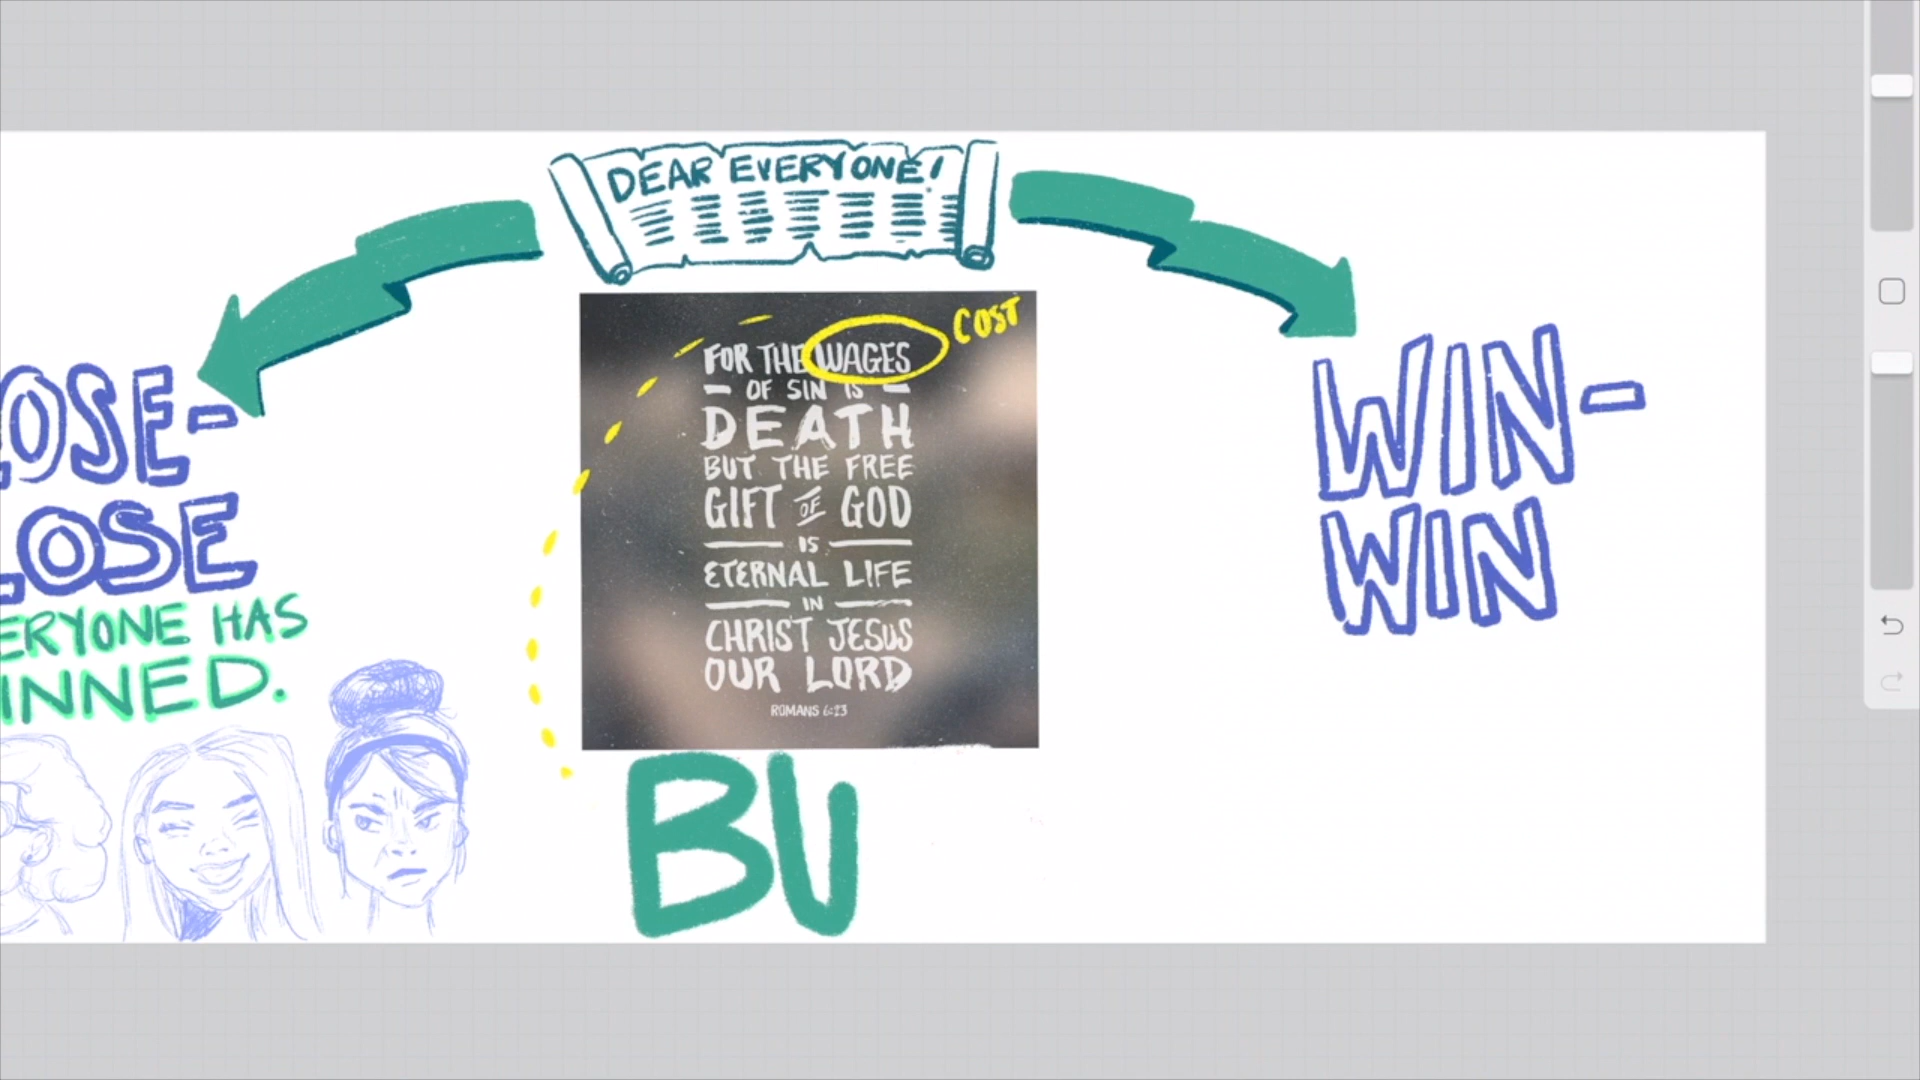 DEAR EVERYONE!
COST
FOR THE WAGES
OF SIN IS
DEATH
BUT THE FREE
GIFT OF GOD
IS
ETERNAL LIFE
IN
CHRIST JESUS
OUR LORD
ROMANS 6:23
OSE-
LOSE
ERYONE HAS
INNED.
WIN-
WIN
BU